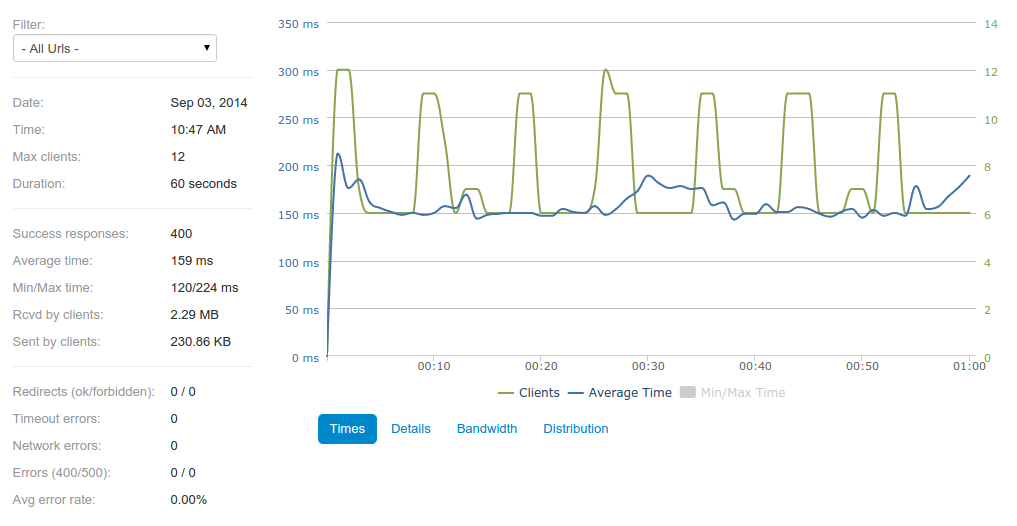 Filter:
- All Urls -
Date: Sep 03, 2014
Time: 10:47 AM
Max clients: 12
Duration: 60 seconds
Success responses: 400
Average time: 159 ms
Min/Max time: 120/224 ms
Rcvd by clients: 2.29 MB
Sent by clients: 230.86 KB
Redirects (ok/forbidden): 0 / 0
Timeout errors: 0
Network errors: 0
Errors (400/500): 0 / 0
Avg error rate: 0.00%
350 ms 14
300 ms 12
250 ms 10
200 ms 8
150 ms 6
100 ms 4
50 ms 2
0 ms 0
00:10 00:20 00:30 00:40 00:50 01:00
Clients Average Time Min/Max Time
Times Details Bandwidth Distribution